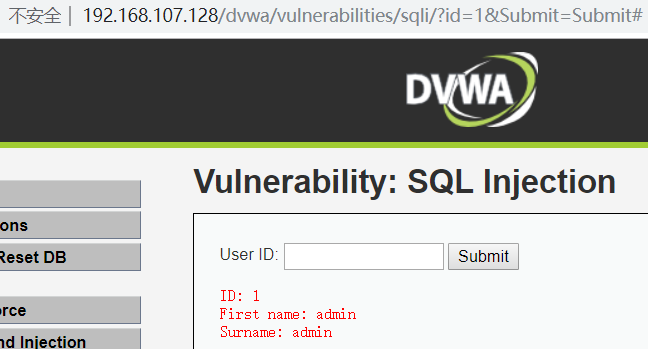 不安全 | 192.168.107.128/dvwa/vulnerabilities/sqli/?id=1&Submit=Submit#
DVWA
Vulnerability: SQL Injection
ons
Reset DB
orce
nd Injection
User ID: Submit
ID: 1
First name: admin
Surname: admin